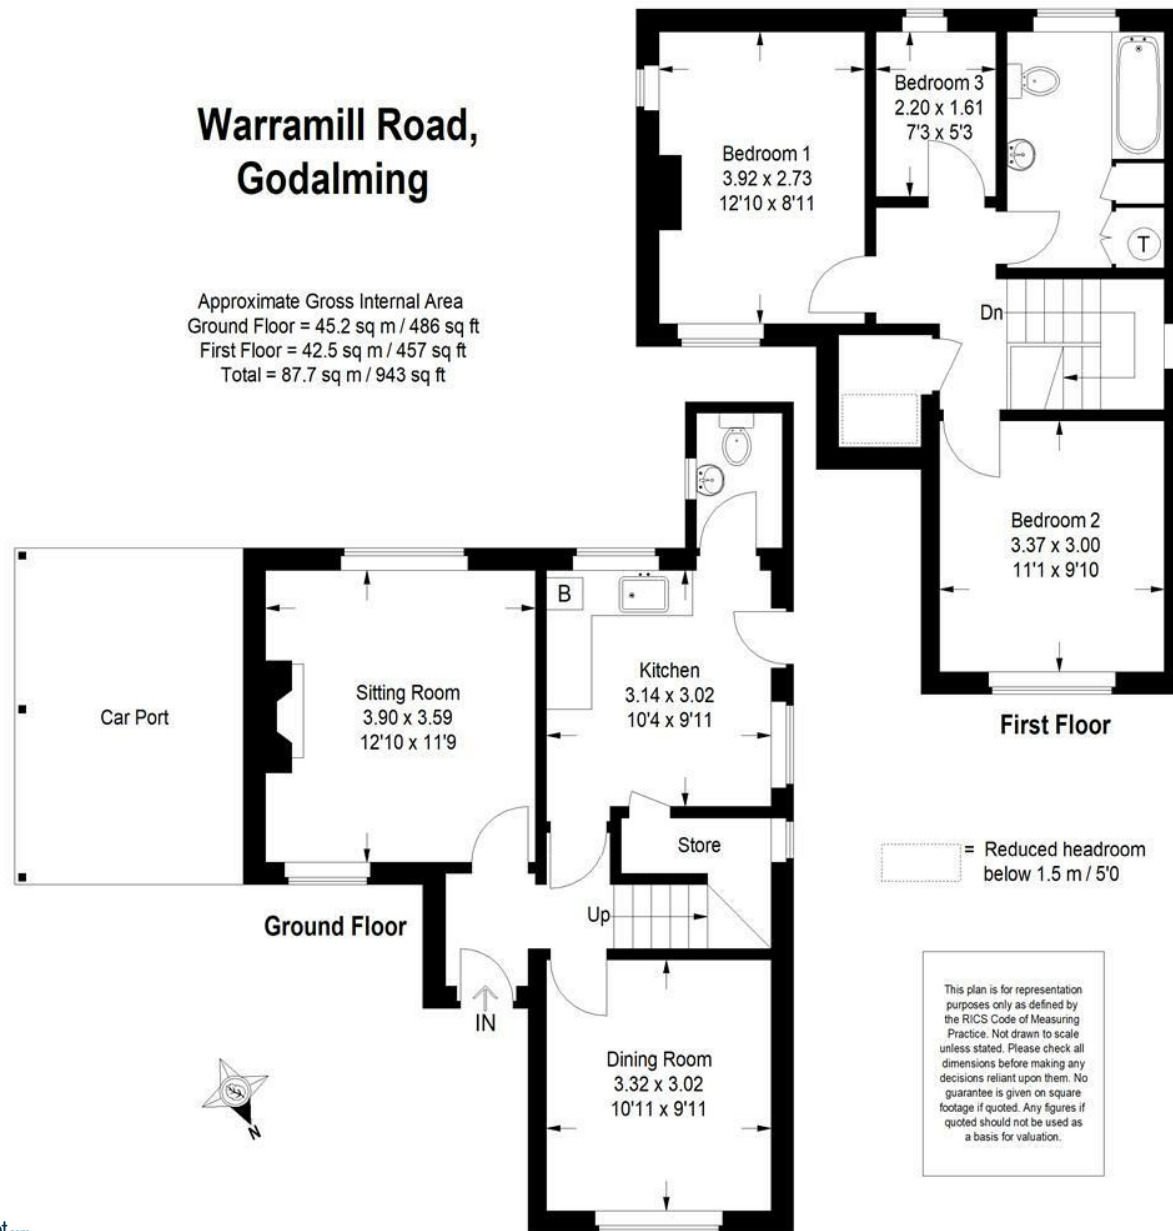 Warramill Road,
Godalming
Approximate Gross Internal Area
Ground Floor = 45.2 sq m / 486 sq ft
First Floor = 42.5 sq m / 457 sq ft
Total = 87.7 sq m / 943 sq ft
Bedroom 1
3.92 x 2.73
12'10 x 8'11
Bedroom 3
2.20 x 1.61
7'3 x 5'3
T
Dn
Bedroom 2
3.37 x 3.00
11'1 x 9'10
First Floor
Car Port
Sitting Room
3.90 x 3.59
12'10 x 11'9
B
Kitchen
3.14 x 3.02
10'4 x 9'11
Store
Up
Ground Floor
IN
Dining Room
3.32 x 3.02
10'11 x 9'11
N
= Reduced headroom
below 1.5 m / 5'0
This plan is for representation
purposes only as defined by
the RICS Code of Measuring
Practice. Not drawn to scale
unless stated. Please check all
dimensions before making any
decisions reliant upon them. No
guarantee is given on square
footage if quoted. Any figures if
quoted should not be used as
a basis for valuation.